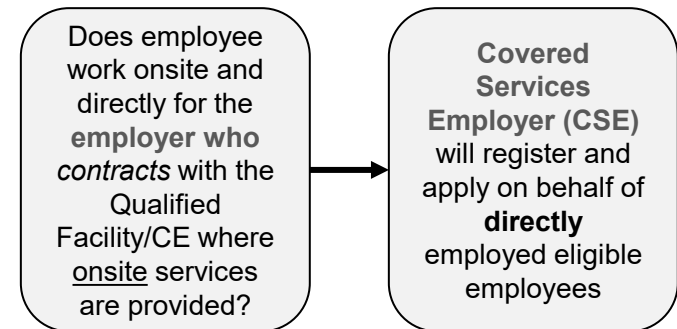 Does employee
work onsite and
directly for the
employer who
contracts with the
Qualified
Facility/CE where
onsite services
are provided?
Covered
Services
Employer (CSE)
will register and
apply on behalf of
directly
employed eligible
employees